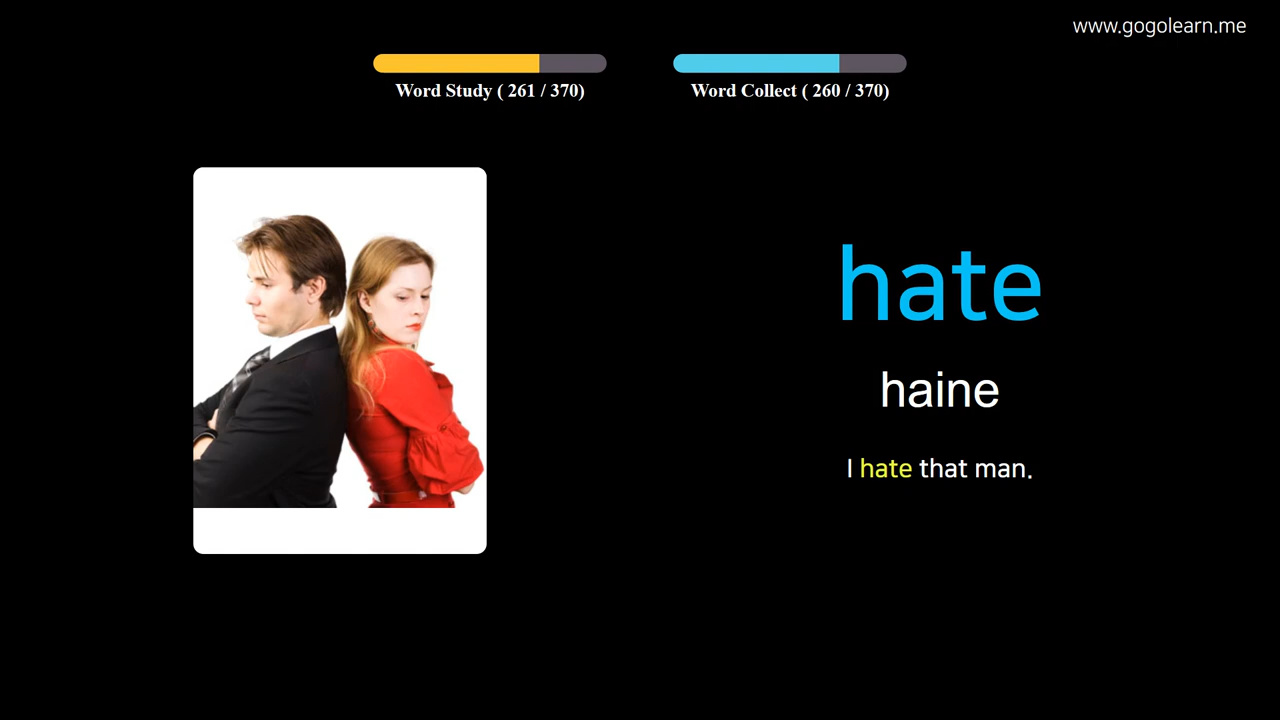 www.gogolearn.me
Word Study ( 261 / 370)
Word Collect ( 260 / 370)
hate
haine
I hate that man.